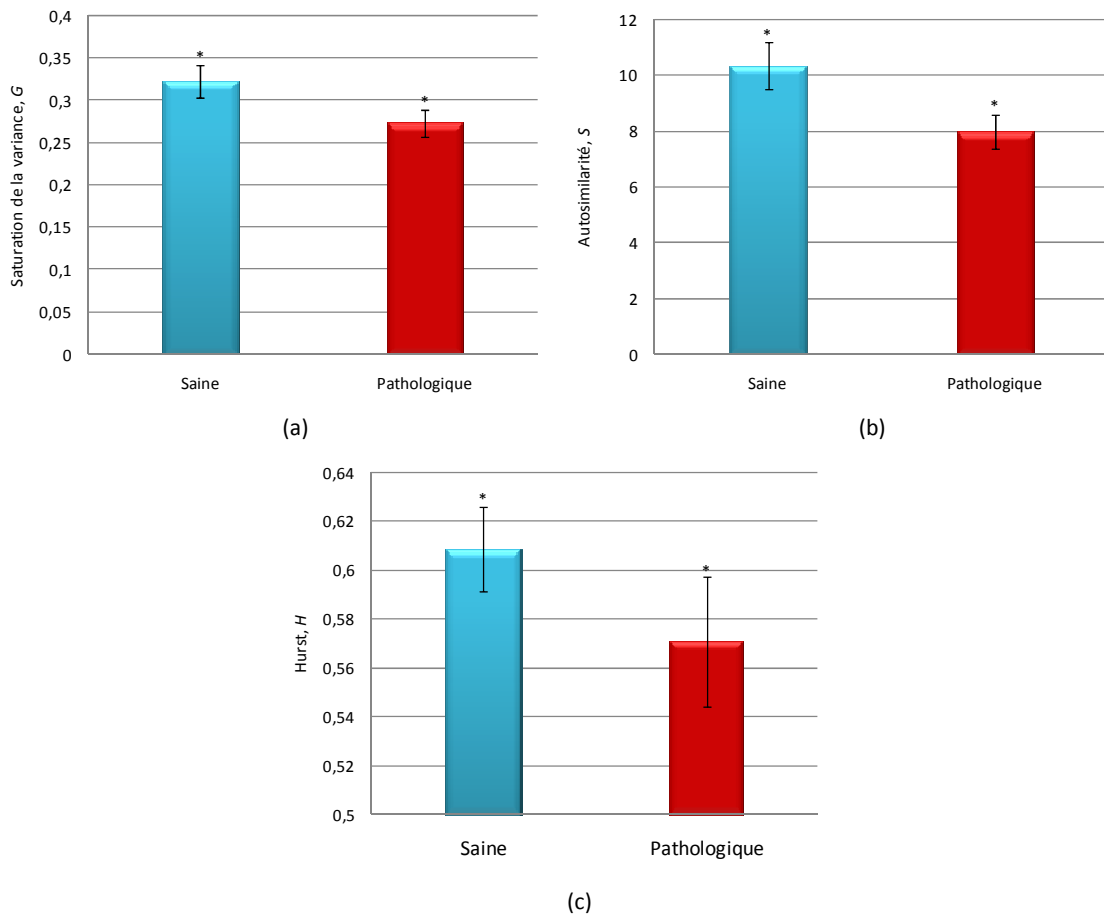 Saturation de la variance, G
0,4
0,35
0,3
0,25
0,2
0,15
0,1
0,05
0
*
*
Saine
Pathologique
(a)
Autosimilarité, S
12
10
8
6
4
2
0
*
*
Saine
Pathologique
(b)
Hurst, H
0,64
0,62
0,6
0,58
0,56
0,54
0,52
0,5
*
*
Saine
Pathologique
(c)